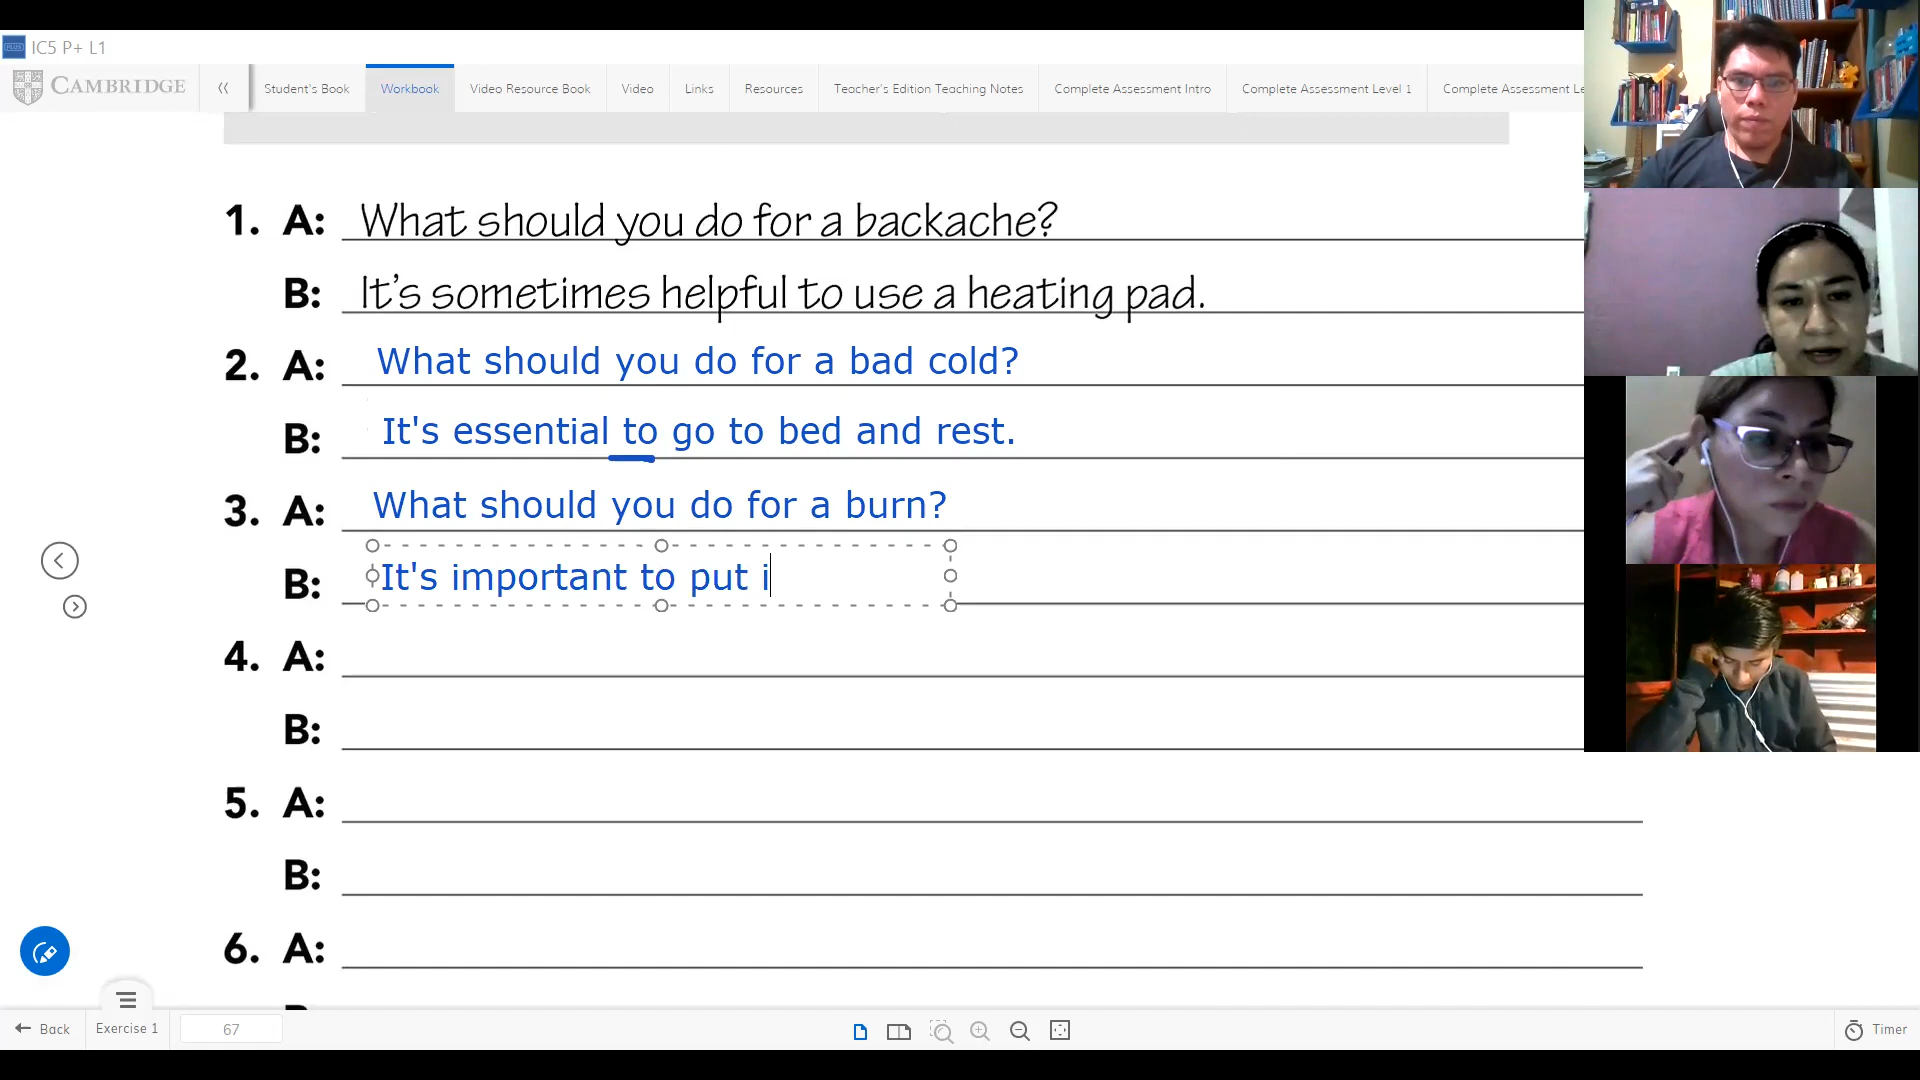 IC5 P+ L1
CAMBRIDGE
Student's Book
Workbook
Video Resource Book
Video
Links
Resources
Teacher's Edition Teaching Notes
Complete Assessment Intro
Complete Assessment Level 1
Complete Assessment Le
1. A: What should you do for a backache?
B: It's sometimes helpful to use a heating pad.
2. A: What should you do for a bad cold?
B: It's essential to go to bed and rest.
3. A: What should you do for a burn?
B: It's important to put i
4. A:
B:
5. A:
B:
6. A:
Back
Exercise 1
67
Timer